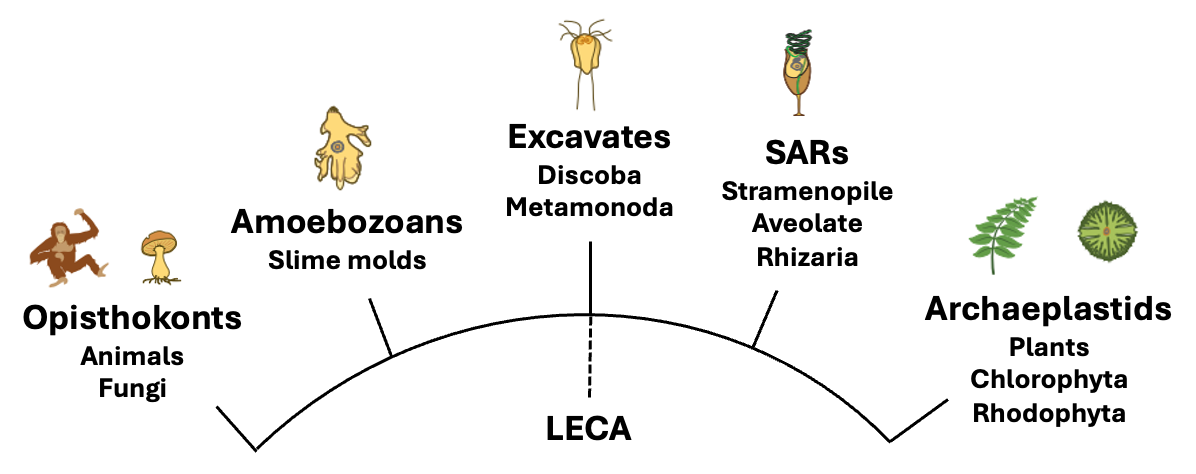 Opisthokonts
Animals
Fungi
Amoebozoans
Slime molds
Excavates
Discoba
Metamonoda
SARs
Stramenopile
Aveolate
Rhizaria
Archaeplastids
Plants
Chlorophyta
Rhodophyta
LECA